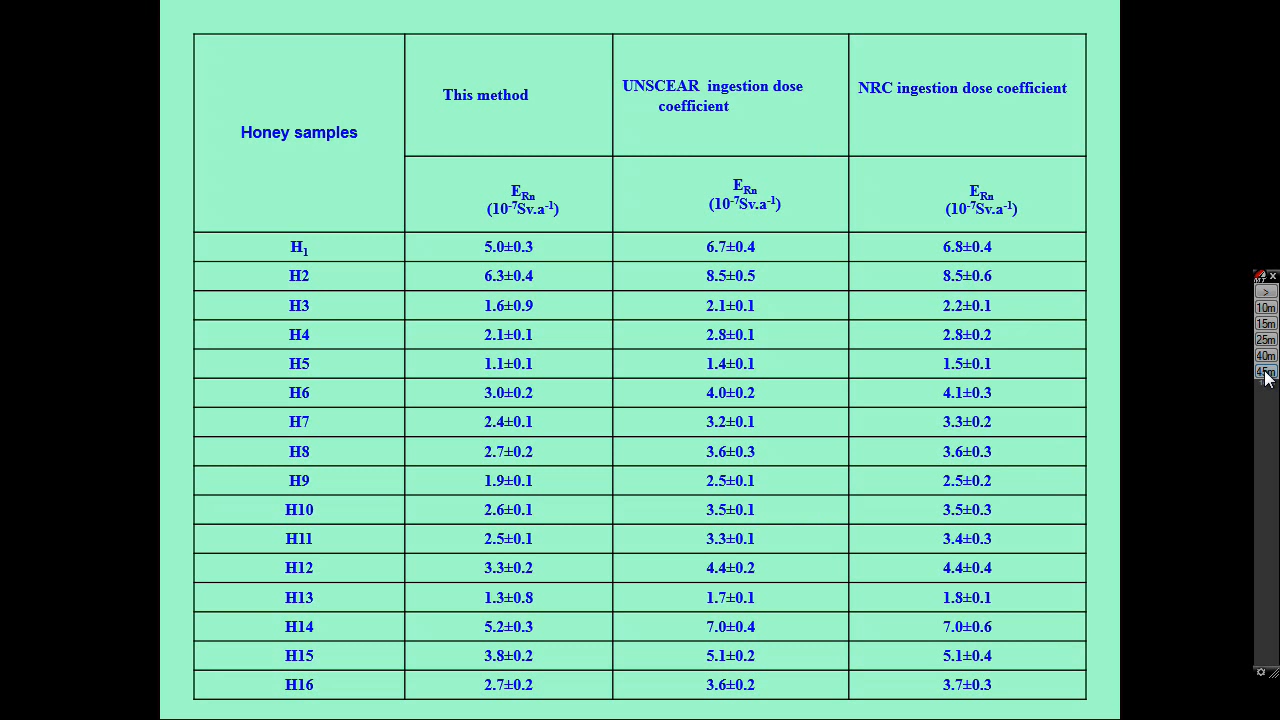 Honey samples
This method
UNSCEAR ingestion dose
coefficient
NRC ingestion dose coefficient
E_Rn
(10⁻⁷Sv.a⁻¹)
E_Rn
(10⁻⁷Sv.a⁻¹)
E_Rn
(10⁻⁷Sv.a⁻¹)
H₁ 5.0±0.3 6.7±0.4 6.8±0.4
H2 6.3±0.4 8.5±0.5 8.5±0.6
H3 1.6±0.9 2.1±0.1 2.2±0.1
H4 2.1±0.1 2.8±0.1 2.8±0.2
H5 1.1±0.1 1.4±0.1 1.5±0.1
H6 3.0±0.2 4.0±0.2 4.1±0.3
H7 2.4±0.1 3.2±0.1 3.3±0.2
H8 2.7±0.2 3.6±0.3 3.6±0.3
H9 1.9±0.1 2.5±0.1 2.5±0.2
H10 2.6±0.1 3.5±0.1 3.5±0.3
H11 2.5±0.1 3.3±0.1 3.4±0.3
H12 3.3±0.2 4.4±0.2 4.4±0.4
H13 1.3±0.8 1.7±0.1 1.8±0.1
H14 5.2±0.3 7.0±0.4 7.0±0.6
H15 3.8±0.2 5.1±0.2 5.1±0.4
H16 2.7±0.2 3.6±0.2 3.7±0.3
MT x
>
10m
15m
25m
40m
45m